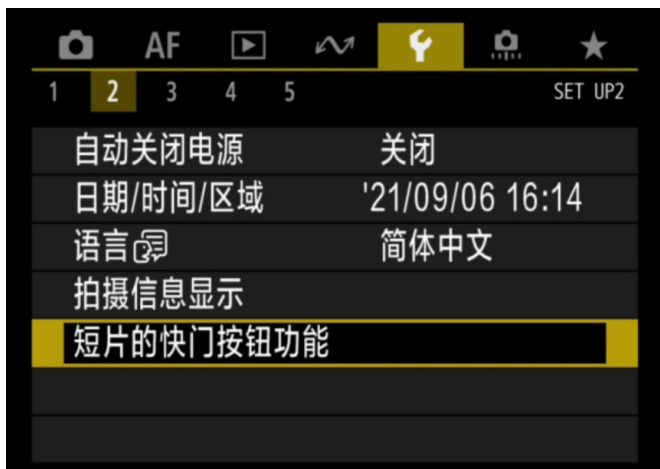 AF
1 2 3 4 5 SET UP2
自动关闭电源 关闭
日期/时间/区域 '21/09/06 16:14
语言 简体中文
拍摄信息显示
短片的快门按钮功能